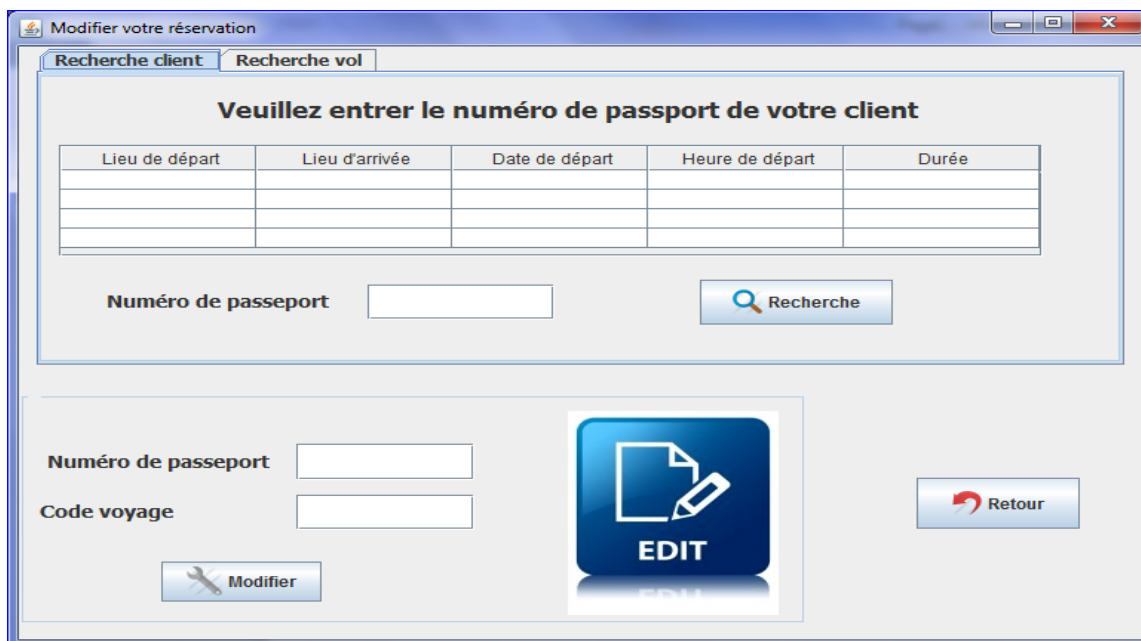 Modifier votre réservation
Recherche client Recherche vol
Veuillez entrer le numéro de passport de votre client
Lieu de départ Lieu d'arrivée Date de départ Heure de départ Durée
Numéro de passeport Recherche
Numéro de passeport
Code voyage
Modifier
EDIT
Retour